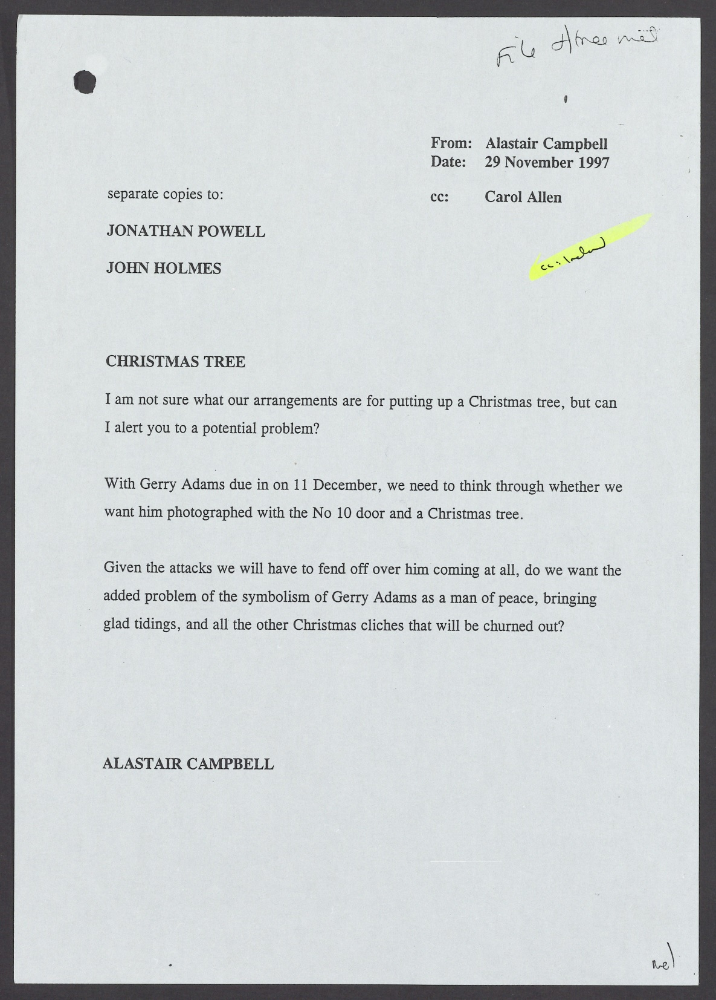 File
From: Alastair Campbell
Date: 29 November 1997
separate copies to:
cc: Carol Allen
JONATHAN POWELL
cc: Ireland
JOHN HOLMES
CHRISTMAS TREE
I am not sure what our arrangements are for putting up a Christmas tree, but can
I alert you to a potential problem?
With Gerry Adams due in on 11 December, we need to think through whether we
want him photographed with the No 10 door and a Christmas tree.
Given the attacks we will have to fend off over him coming at all, do we want the
added problem of the symbolism of Gerry Adams as a man of peace, bringing
glad tidings, and all the other Christmas cliches that will be churned out?
ALASTAIR CAMPBELL